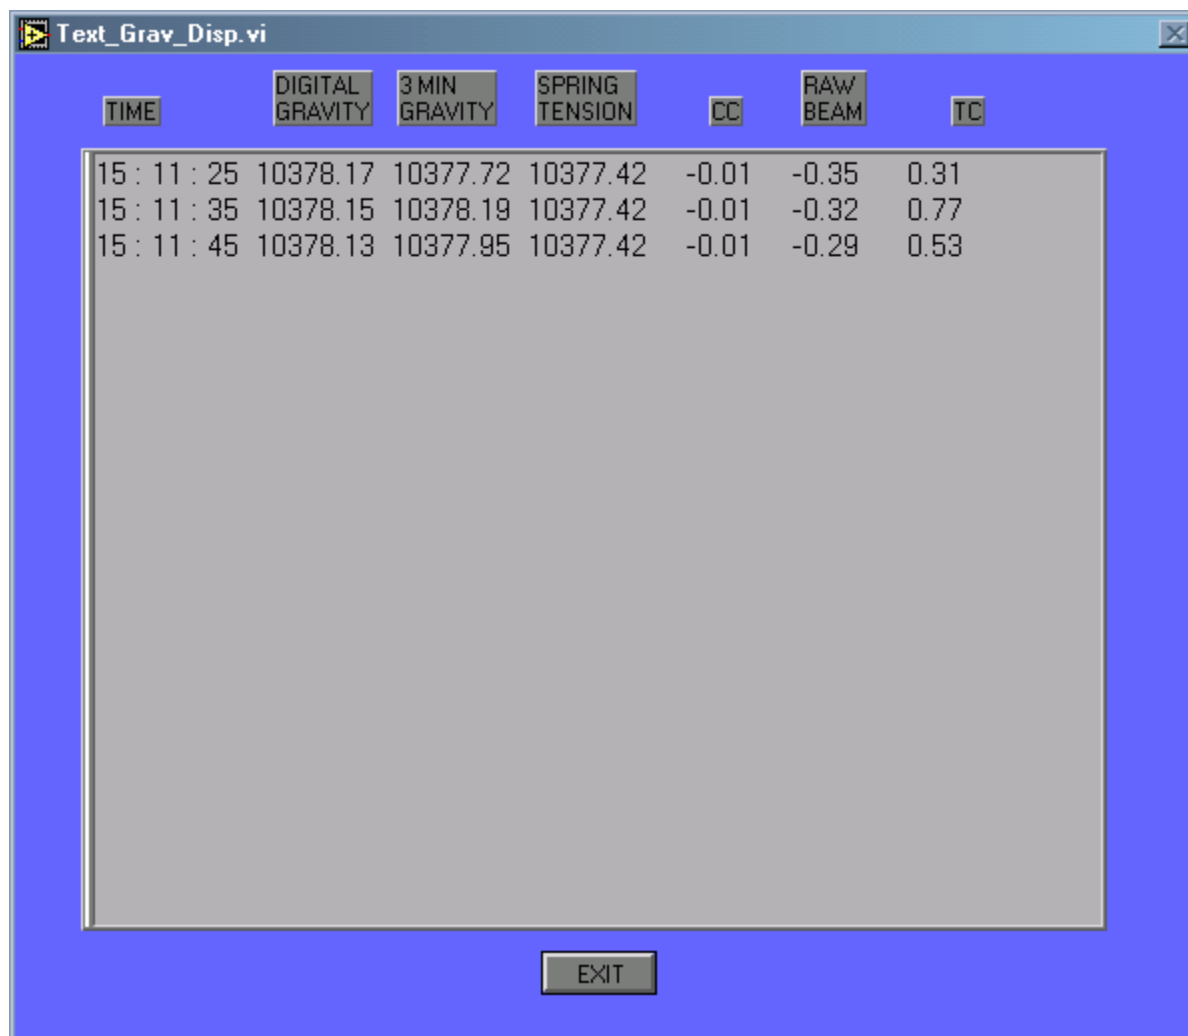 Text_Grav_Disp.vi
TIME DIGITAL GRAVITY 3 MIN GRAVITY SPRING TENSION CC RAW BEAM TC
15 : 11 : 25 10378.17 10377.72 10377.42 -0.01 -0.35 0.31
15 : 11 : 35 10378.15 10378.19 10377.42 -0.01 -0.32 0.77
15 : 11 : 45 10378.13 10377.95 10377.42 -0.01 -0.29 0.53
EXIT